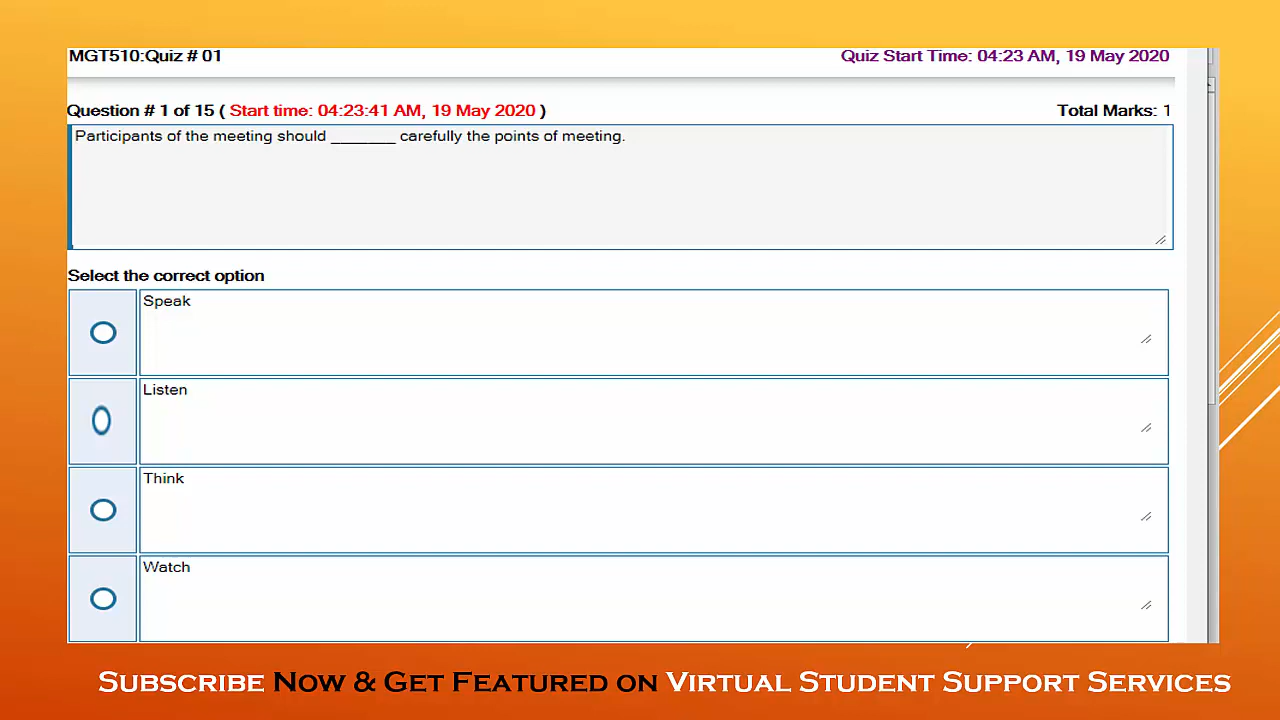 MGT510:Quiz # 01 Quiz Start Time: 04:23 AM, 19 May 2020
Question # 1 of 15 ( Start time: 04:23:41 AM, 19 May 2020 ) Total Marks: 1
Participants of the meeting should _______ carefully the points of meeting.
Select the correct option
Speak
Listen
Think
Watch
Subscribe Now & Get Featured on Virtual Student Support Services